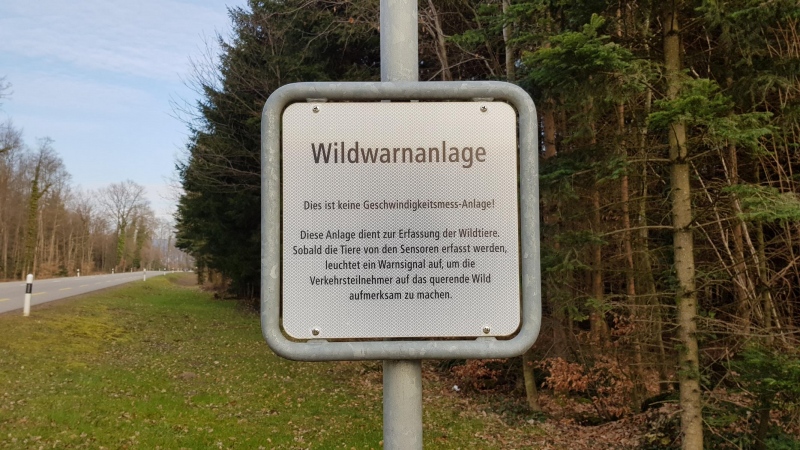 Wildwarnanlage
Dies ist keine Geschwindigkeitsmess-Anlage!
Diese Anlage dient zur Erfassung der Wildtiere.
Sobald die Tiere von den Sensoren erfasst werden,
leuchtet ein Warnsignal auf, um die
Verkehrsteilnehmer auf das querende Wild
aufmerksam zu machen.